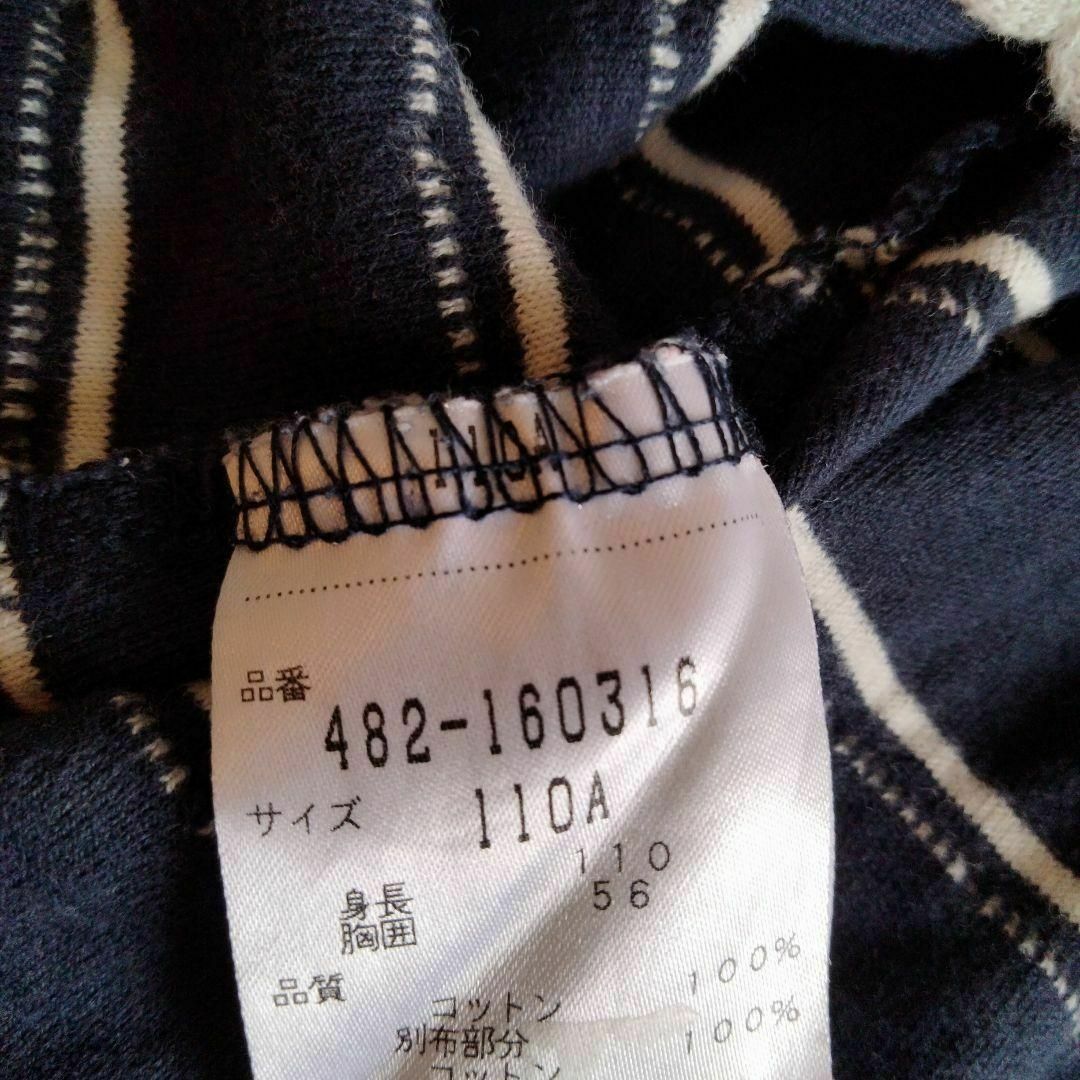 110A
品番
482-160316
サイズ 110A
身長 110
胸囲 56
品質
コットン 100%
別布部分
コットン 100%